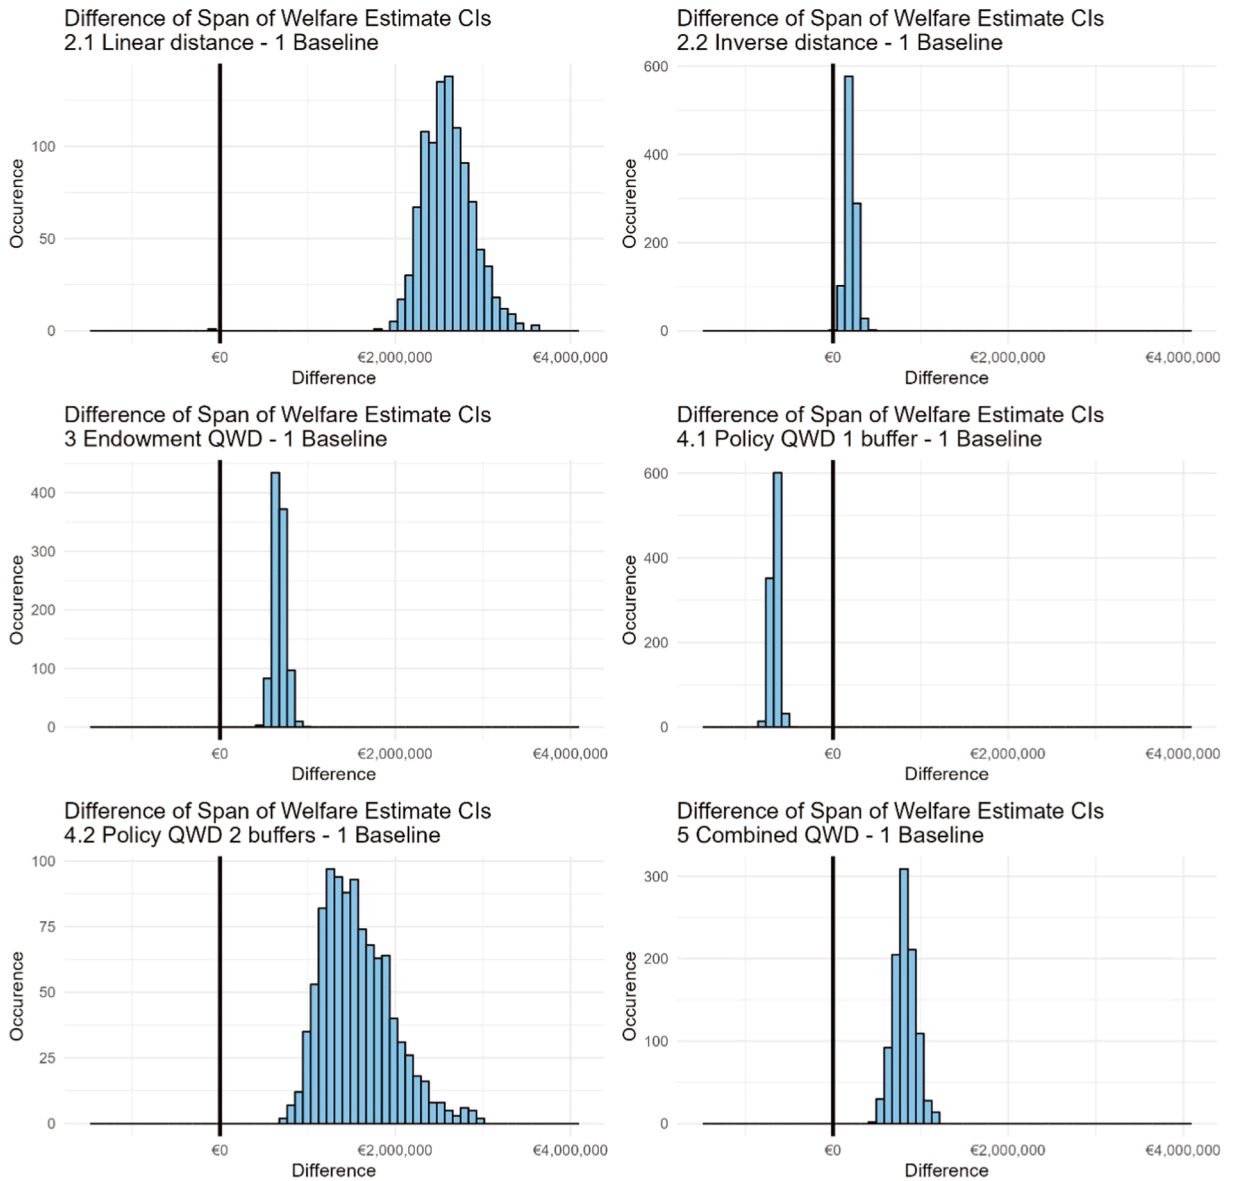 Difference of Span of Welfare Estimate CIs
2.1 Linear distance - 1 Baseline
Occurence
100
50
0
€0
€2,000,000
€4,000,000
Difference
Difference of Span of Welfare Estimate CIs
2.2 Inverse distance - 1 Baseline
Occurence
600
400
200
0
€0
€2,000,000
€4,000,000
Difference
Difference of Span of Welfare Estimate CIs
3 Endowment QWD - 1 Baseline
Occurence
400
300
200
100
0
€0
€2,000,000
€4,000,000
Difference
Difference of Span of Welfare Estimate CIs
4.1 Policy QWD 1 buffer - 1 Baseline
Occurence
600
400
200
0
€0
€2,000,000
€4,000,000
Difference
Difference of Span of Welfare Estimate CIs
4.2 Policy QWD 2 buffers - 1 Baseline
Occurence
100
75
50
25
0
€0
€2,000,000
€4,000,000
Difference
Difference of Span of Welfare Estimate CIs
5 Combined QWD - 1 Baseline
Occurence
300
200
100
0
€0
€2,000,000
€4,000,000
Difference